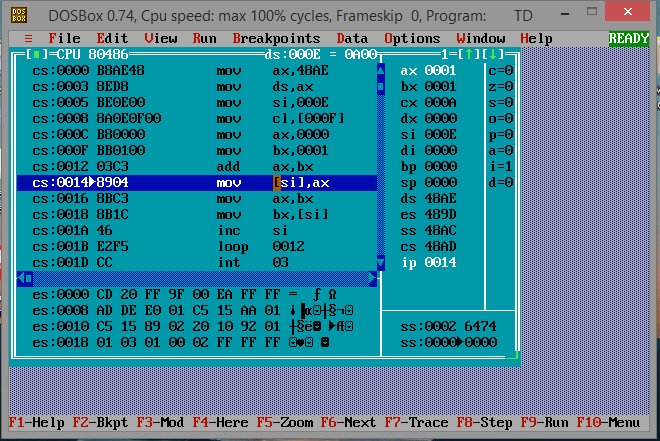 DOSBox 0.74, Cpu speed: max 100% cycles, Frameskip 0, Program: TD
≡ File Edit View Run Breakpoints Data Options Window Help READY
[■]=CPU 80486 ds:000E = 0A00 1=[↑][↓]
cs:0000 B8AE48 mov ax,48AE ax 0001 c=0
cs:0003 8ED8 mov ds,ax bx 0001 z=0
cs:0005 BE0E00 mov si,000E cx 000A s=0
cs:0008 8A0E0F00 mov cl,[000F] dx 0000 o=0
cs:000C B80000 mov ax,0000 si 000E p=0
cs:000F BB0100 mov bx,0001 di 0000 a=0
cs:0012 03C3 add ax,bx bp 0000 i=1
cs:0014►8904 mov [si],ax sp 0000 d=0
cs:0016 8BC3 mov ax,bx ds 48AE
cs:0018 8B1C mov bx,[si] es 489D
cs:001A 46 inc si ss 48AC
cs:001B E2F5 loop 0012 cs 48AD
cs:001D CC int 03 ip 0014
es:0000 CD 20 FF 9F 00 EA FF FF = ƒ Ω
es:0008 AD DE E0 01 C5 15 AA 01
es:0010 C5 15 89 02 20 10 92 01 ss:0002 6474
es:0018 01 03 01 00 02 FF FF FF ss:0000►0000
F1-Help F2-Bkpt F3-Mod F4-Here F5-Zoom F6-Next F7-Trace F8-Step F9-Run F10-Menu